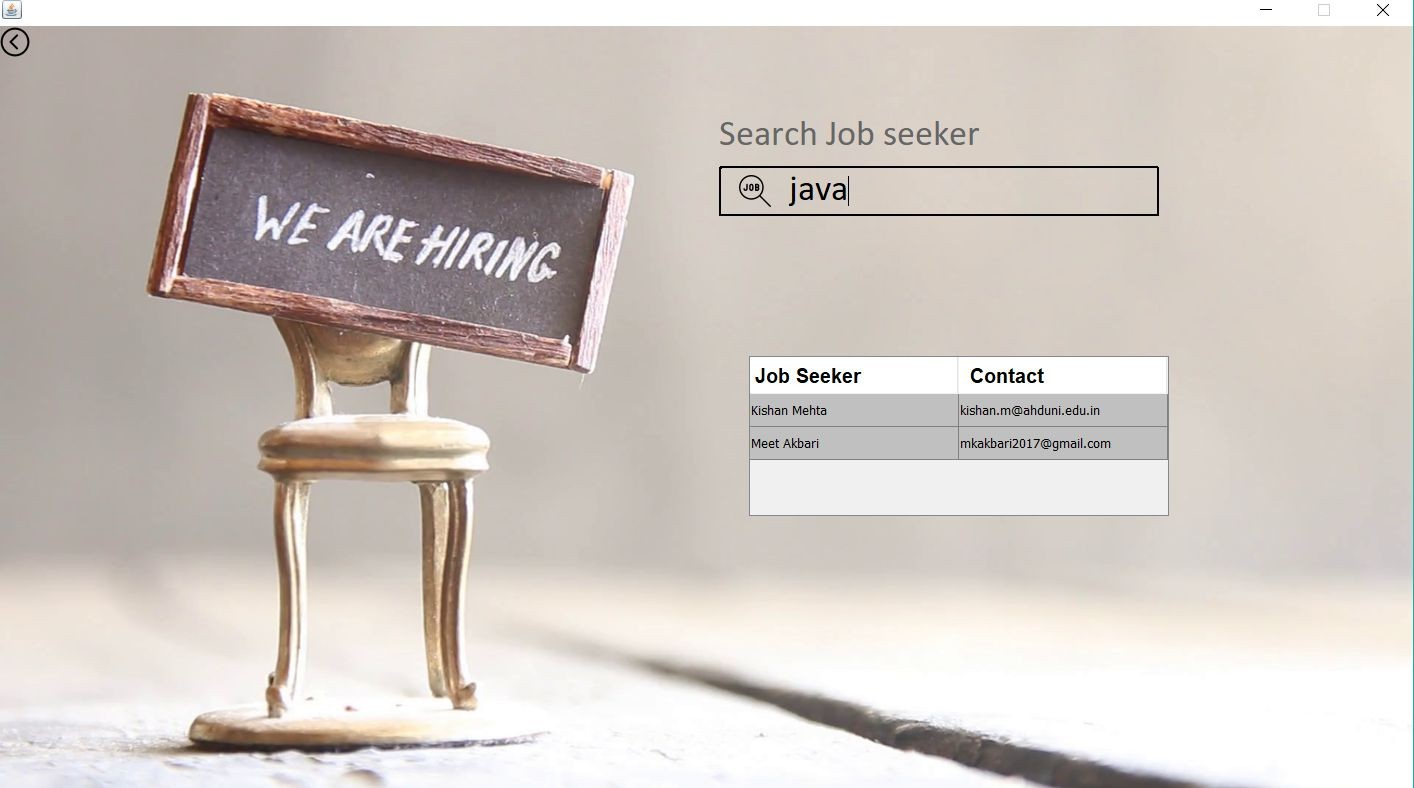 Search Job seeker
JOB
java
WE ARE HIRING
Job Seeker Contact
Kishan Mehta kishan.m@ahduni.edu.in
Meet Akbari mkakbari2017@gmail.com